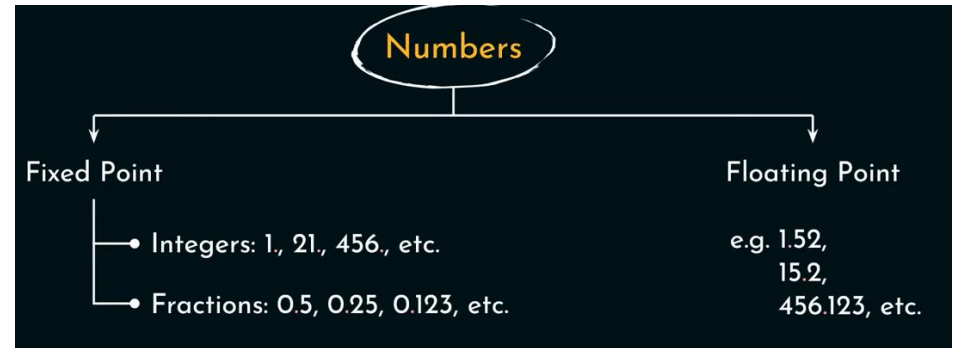 Numbers
Fixed Point
Integers: 1., 21., 456., etc.
Fractions: 0.5, 0.25, 0.123, etc.
Floating Point
e.g. 1.52,
15.2,
456.123, etc.